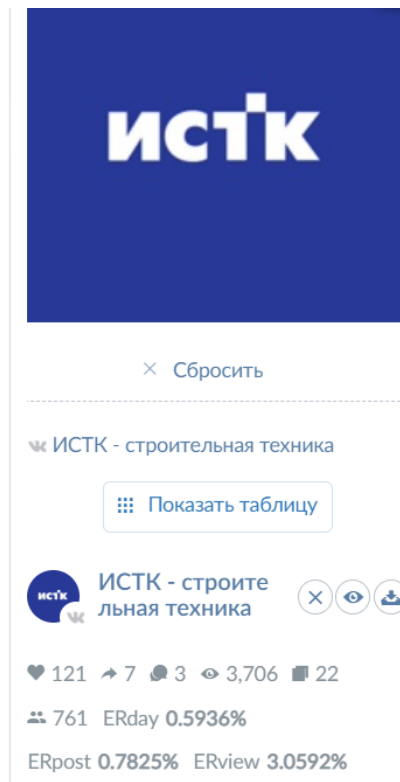 ИСТК
Сбросить
ИСТК - строительная техника
Показать таблицу
ИСТК
ИСТК - строите
льная техника
121 7 3 3,706 22
761 ERday 0.5936%
ERpost 0.7825% ERview 3.0592%